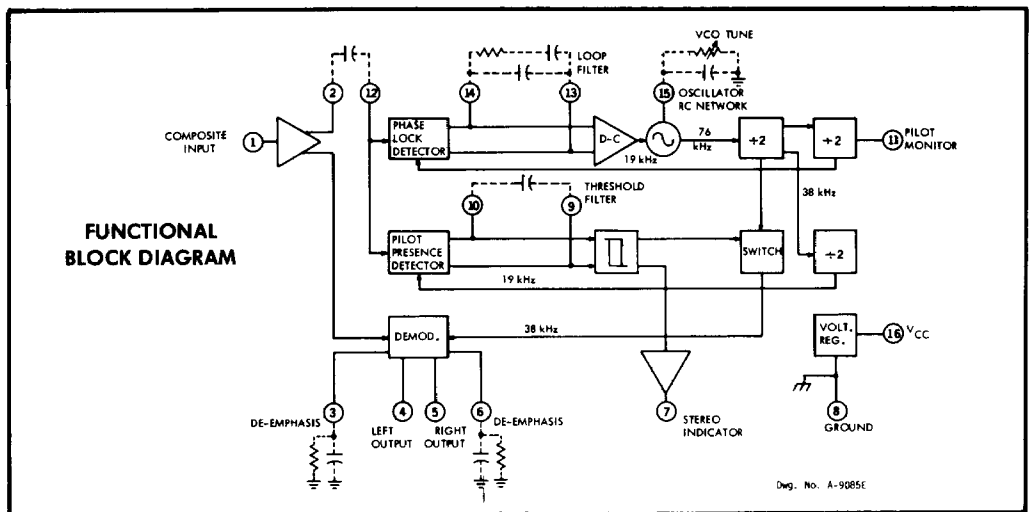 VCO TUNE
LOOP
FILTER
2
12
14
13
15
OSCILLATOR
RC NETWORK
COMPOSITE
INPUT
1
PHASE
LOCK
DETECTOR
D-C
19 kHz
76
kHz
÷2
÷2
11
PILOT
MONITOR
38 kHz
THRESHOLD
FILTER
10
9
FUNCTIONAL
BLOCK DIAGRAM
PILOT
PRESENCE
DETECTOR
SWITCH
÷2
19 kHz
38 kHz
DEMOD.
VOLT.
REG.
16
VCC
3
4
5
6
7
8
DE-EMPHASIS
LEFT
OUTPUT
RIGHT
OUTPUT
DE-EMPHASIS
STEREO
INDICATOR
GROUND
Dwg. No. A-9085E